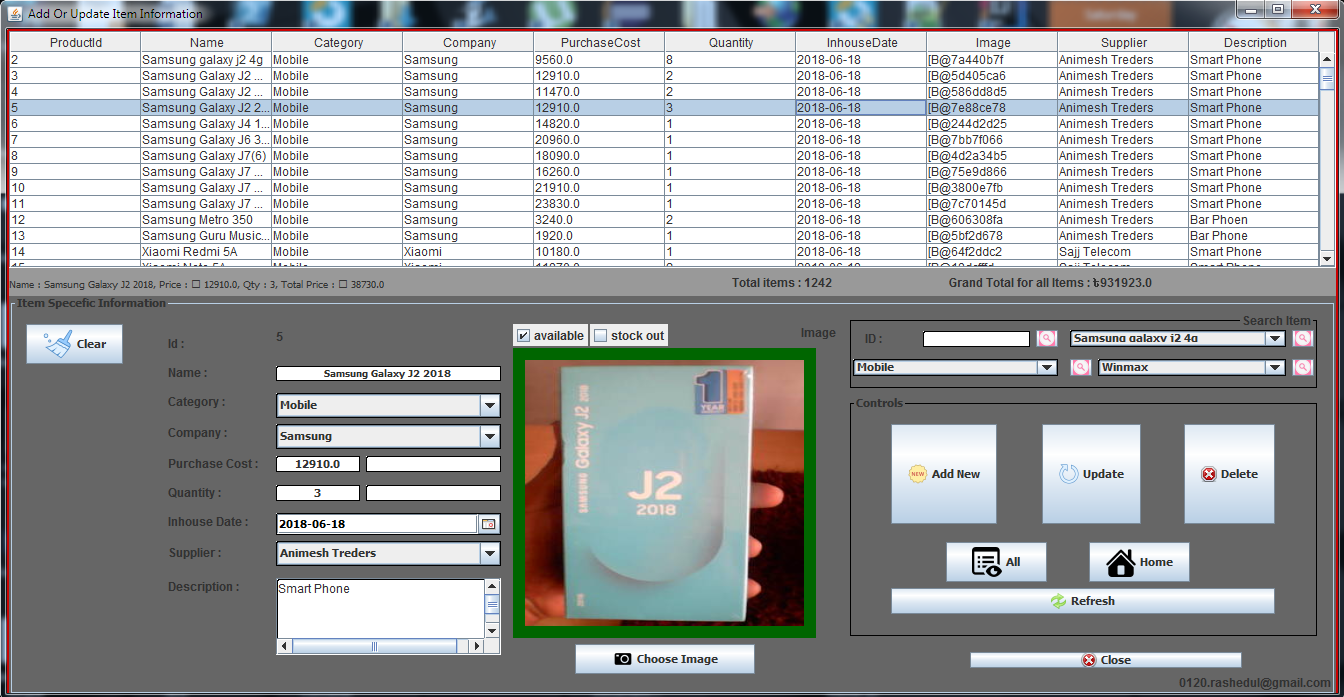 Add Or Update Item Information
ProductId Name Category Company PurchaseCost Quantity InhouseDate Image Supplier Description
2 Samsung galaxy j2 4g Mobile Samsung 9560.0 8 2018-06-18 [B@7a440b7f Animesh Treders Smart Phone
3 Samsung Galaxy J2 ... Mobile Samsung 12910.0 2 2018-06-18 [B@5d405ca6 Animesh Treders Smart Phone
4 Samsung Galaxy J2 ... Mobile Samsung 11470.0 2 2018-06-18 [B@586dd8d5 Animesh Treders Smart Phone
5 Samsung Galaxy J2 2... Mobile Samsung 12910.0 3 2018-06-18 [B@7e88ce78 Animesh Treders Smart Phone
6 Samsung Galaxy J4 1... Mobile Samsung 14820.0 1 2018-06-18 [B@244d2d25 Animesh Treders Smart Phone
7 Samsung Galaxy J6 3... Mobile Samsung 20960.0 1 2018-06-18 [B@7bb7f066 Animesh Treders Smart Phone
8 Samsung Galaxy J7(6) Mobile Samsung 18090.0 1 2018-06-18 [B@4d2a34b5 Animesh Treders Smart Phone
9 Samsung Galaxy J7 ... Mobile Samsung 16260.0 1 2018-06-18 [B@75e9d866 Animesh Treders Smart Phone
10 Samsung Galaxy J7 ... Mobile Samsung 21910.0 1 2018-06-18 [B@3800e7fb Animesh Treders Smart Phone
11 Samsung Galaxy J7 ... Mobile Samsung 23830.0 1 2018-06-18 [B@7c70145d Animesh Treders Smart Phone
12 Samsung Metro 350 Mobile Samsung 3240.0 2 2018-06-18 [B@606308fa Animesh Treders Bar Phoen
13 Samsung Guru Music... Mobile Samsung 1920.0 1 2018-06-18 [B@5bf2d678 Animesh Treders Bar Phone
14 Xiaomi Redmi 5A Mobile Xiaomi 10180.0 1 2018-06-18 [B@64f2ddc2 Sajj Telecom Smart Phone
Name : Samsung Galaxy J2 2018, Price : ☐ 12910.0, Qty : 3, Total Price : ☐ 38730.0 Total items : 1242 Grand Total for all Items : ৳931923.0
Item Specefic Information
Clear
Id : 5
Name : Samsung Galaxy J2 2018
Category : Mobile
Company : Samsung
Purchase Cost : 12910.0
Quantity : 3
Inhouse Date : 2018-06-18
Supplier : Animesh Treders
Description : Smart Phone
available stock out Image
1 YEAR
SAMSUNG Galaxy J2 2018
J2
2018
Choose Image
Search Item
ID : Samsung galaxy j2 4g
Mobile Winmax
Controls
Add New Update Delete
All Home
Refresh
Close
0120.rashedul@gmail.com